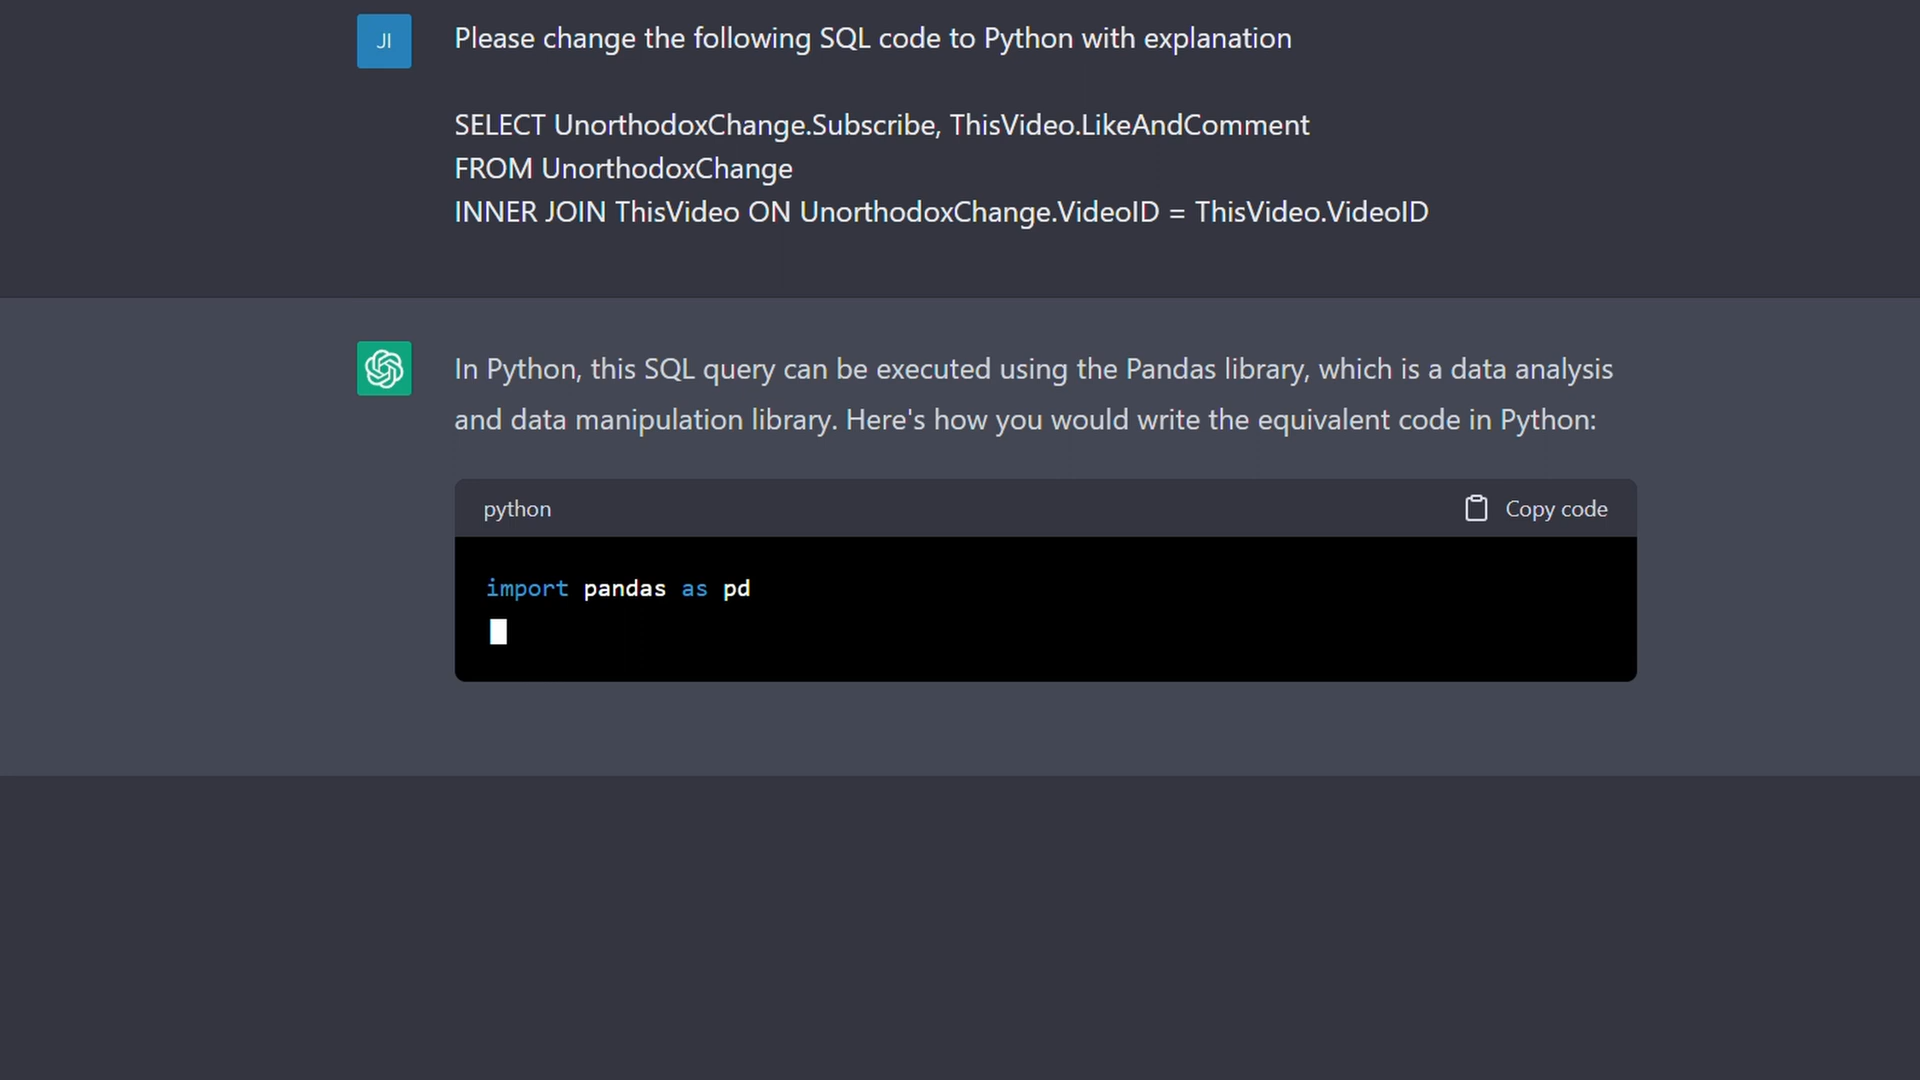 JI
Please change the following SQL code to Python with explanation
SELECT UnorthodoxChange.Subscribe, ThisVideo.LikeAndComment
FROM UnorthodoxChange
INNER JOIN ThisVideo ON UnorthodoxChange.VideoID = ThisVideo.VideoID
In Python, this SQL query can be executed using the Pandas library, which is a data analysis
and data manipulation library. Here's how you would write the equivalent code in Python:
python
Copy code
import pandas as pd